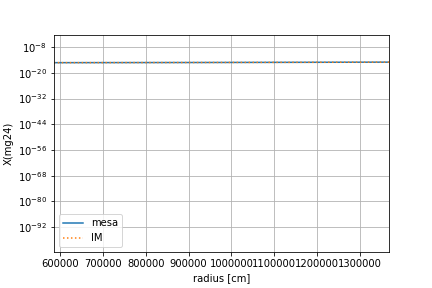 10⁻⁸
10⁻²⁰
10⁻³²
10⁻⁴⁴
10⁻⁵⁶
10⁻⁶⁸
10⁻⁸⁰
10⁻⁹²
X(mg24)
mesa
IM
600000 700000 800000 900000 1000000 1100000 1200000 1300000
radius [cm]